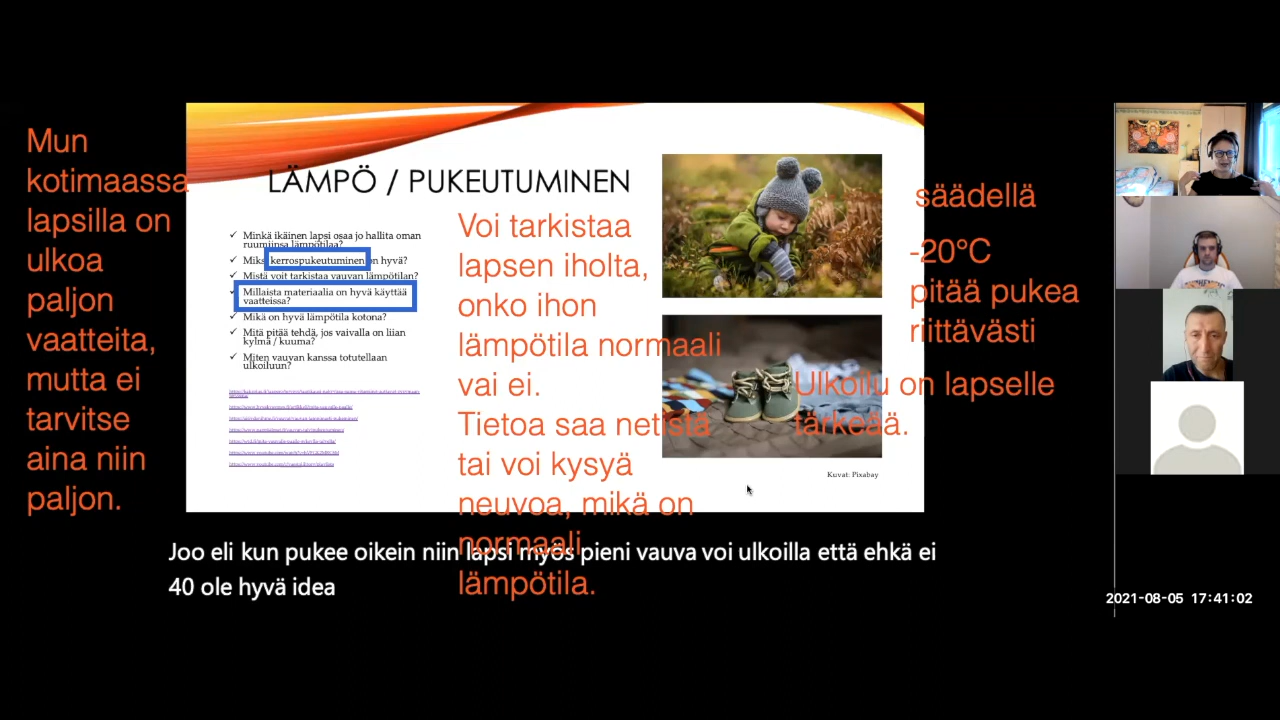 Mun
kotimaassa
lapsilla on
ulkoa
paljon
vaatteita,
mutta ei
tarvitse
aina niin
paljon.
LÄMPÖ / PUKEUTUMINEN
✓ Minkä ikäinen lapsi osaa jo hallita oman
ruumiinsa lämpötilaa?
✓ Miksi kerrospukeutuminen on hyvä?
✓ Mistä voit tarkistaa vauvan lämpötilan?
✓ Millaista materiaalia on hyvä käyttää
vaatteissa?
✓ Mikä on hyvä lämpötila kotona?
✓ Mitä pitää tehdä, jos vaivalla on liian
kylmä / kuuma?
✓ Miten vauvan kanssa totutellaan
ulkoiluun?
Voi tarkistaa
lapsen iholta,
onko ihon
lämpötila normaali
vai ei.
Tietoa saa netistä
tai voi kysyä
neuvoa, mikä on
normaali
lämpötila.
Kuvat: Pixabay
säädellä
-20°C
pitää pukea
riittävästi
Ulkoilu on lapselle
tärkeää.
Joo eli kun pukee oikein niin lapsi myös pieni vauva voi ulkoilla että ehkä ei
40 ole hyvä idea
2021-08-05 17:41:02